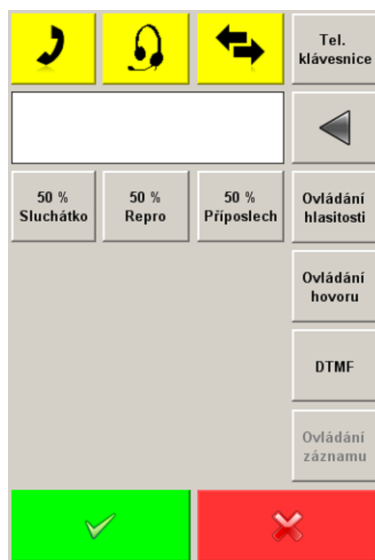 Tel.
klávesnice
50 %
Sluchátko
50 %
Repro
50 %
Příposlech
Ovládání
hlasitosti
Ovládání
hovoru
DTMF
Ovládání
záznamu